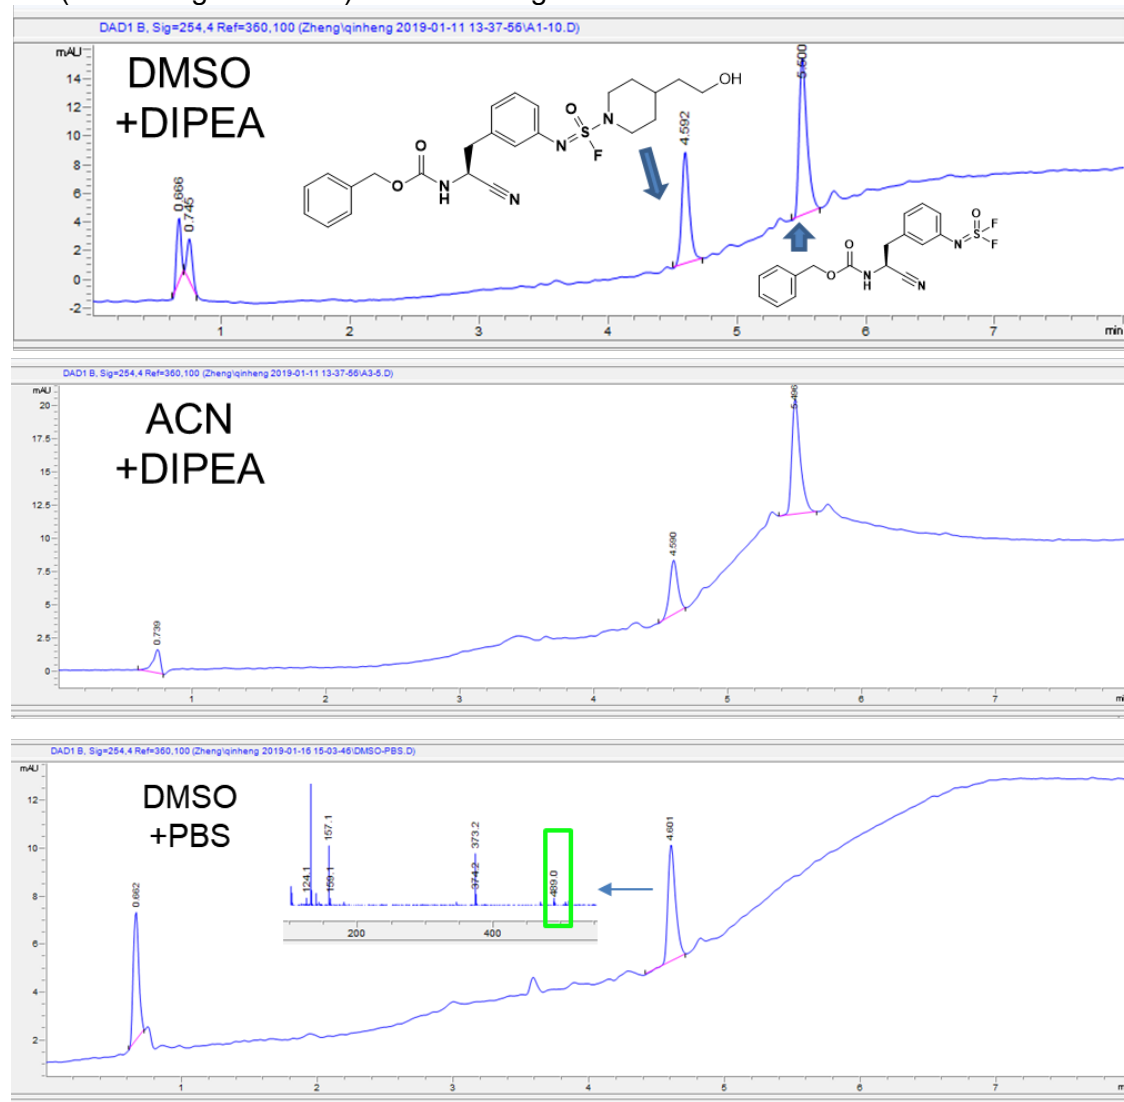 DAD1 B, Sig=254,4 Ref=360,100 (Zheng\qinheng 2019-01-11 13-37-56\A1-10.D)
mAU
DMSO
+DIPEA
14
12
10
8
6
4
2
0
-2
0.666
0.745
4.592
5.500
OH
O
S
N
N
F
O
O
N
H
N
O
S
F
F
N
O
O
N
H
N
1
2
3
4
5
6
7
min
DAD1 B, Sig=254,4 Ref=360,100 (Zheng\qinheng 2019-01-11 13-37-56\A3-5.D)
mAU
ACN
+DIPEA
20
17.5
15
12.5
10
7.5
5
2.5
0
0.739
4.590
5.496
1
2
3
4
5
6
7
DAD1 B, Sig=254,4 Ref=360,100 (Zheng\qinheng 2019-01-16 15-03-46\DMSO-PBS.D)
mAU
DMSO
+PBS
12
10
8
6
4
2
0.662
124.1
157.1
159.1
373.2
374.2
489.0
200
400
4.601
1
2
3
4
5
6
7